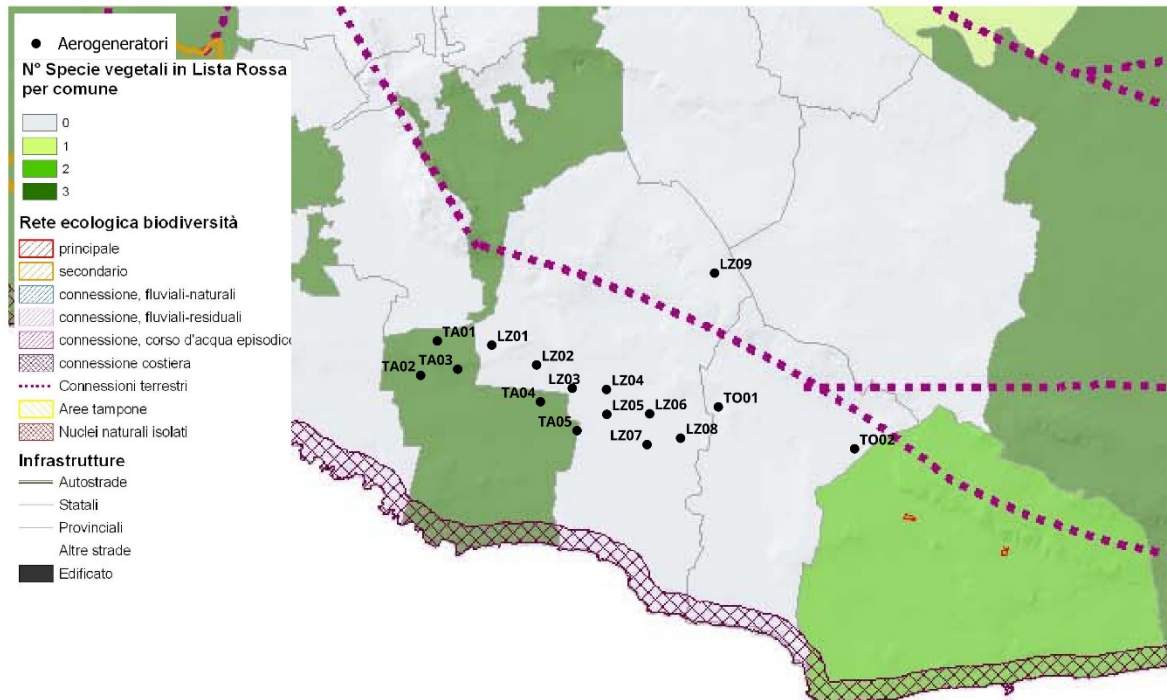 Aerogeneratori
N° Specie vegetali in Lista Rossa
per comune
0
1
2
3
Rete ecologica biodiversità
principale
secondario
connessione, fluviali-naturali
connessione, fluviali-residuali
connessione, corso d'acqua episodico
connessione costiera
Connessioni terrestri
Aree tampone
Nuclei naturali isolati
Infrastrutture
Autostrade
Statali
Provinciali
Altre strade
Edificato
LZ09
TA01
LZ01
TA02
TA03
LZ02
LZ03
LZ04
TA04
LZ05
LZ06
TO01
TA05
LZ07
LZ08
TO02